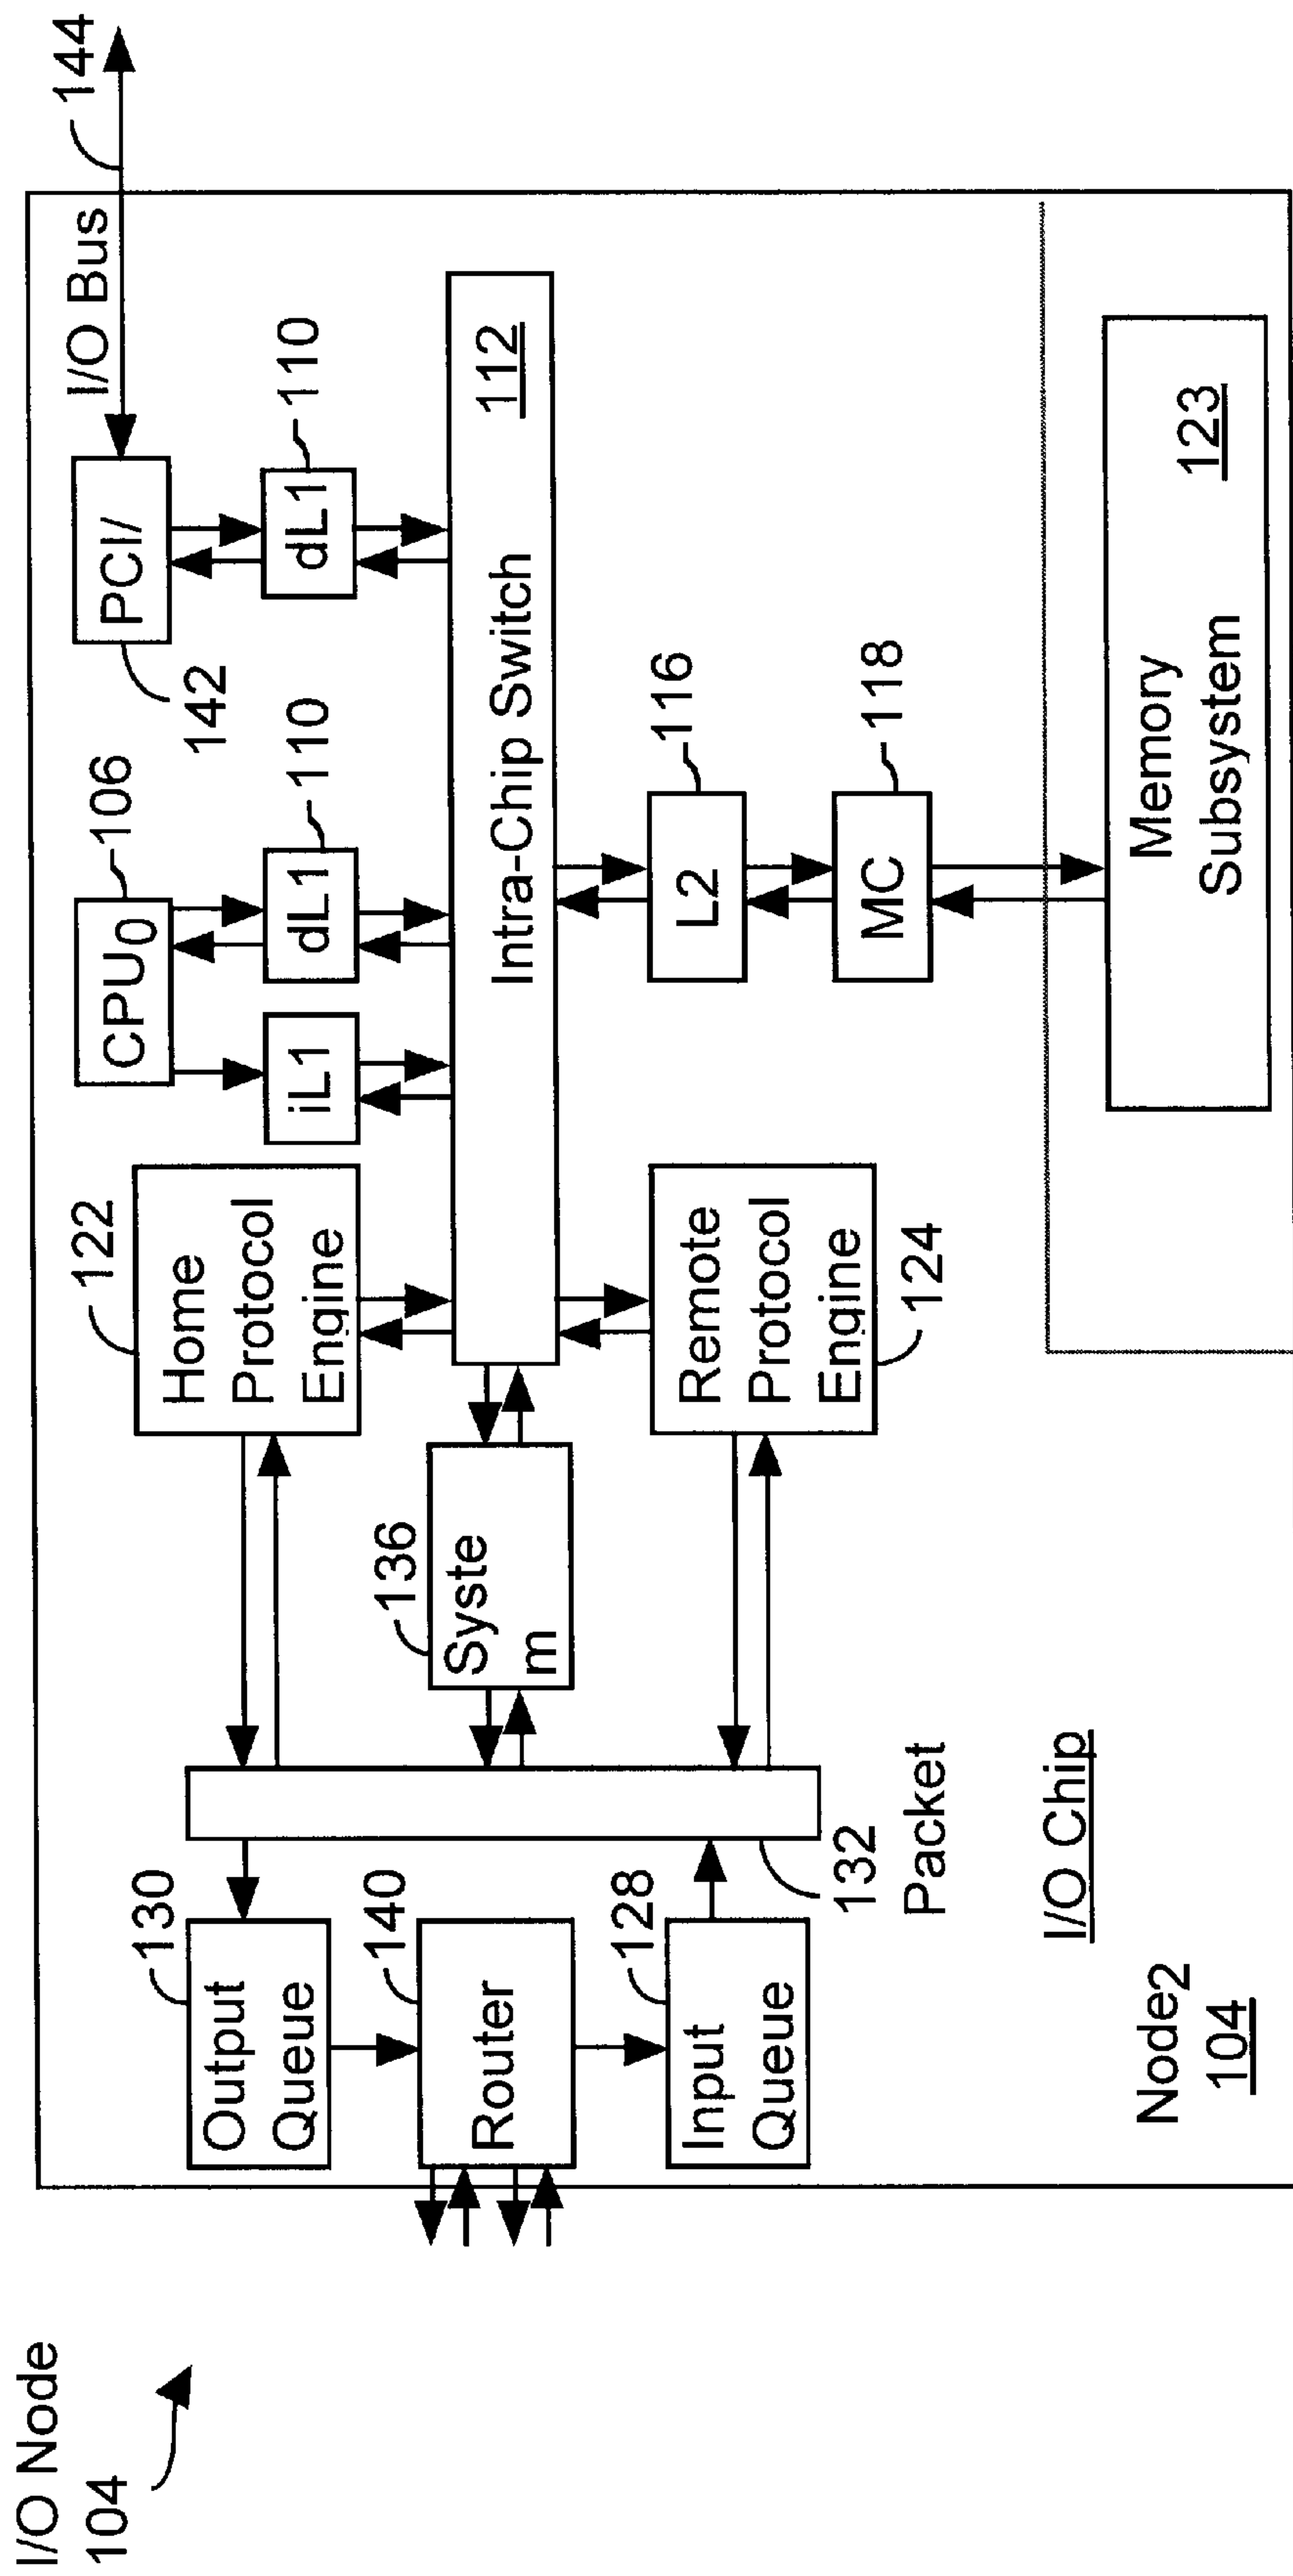 I/O Node
104
Output
Queue
130
Router
140
Input
Queue
128
132
Packet
Home
Protocol
Engine
122
136
Syste
m
Remote
Protocol
Engine
124
CPU0
106
iL1
dL1
110
PCI/
142
dL1
110
I/O Bus
144
Intra-Chip Switch
112
L2
116
MC
118
Memory
Subsystem
123
I/O Chip
Node2
104